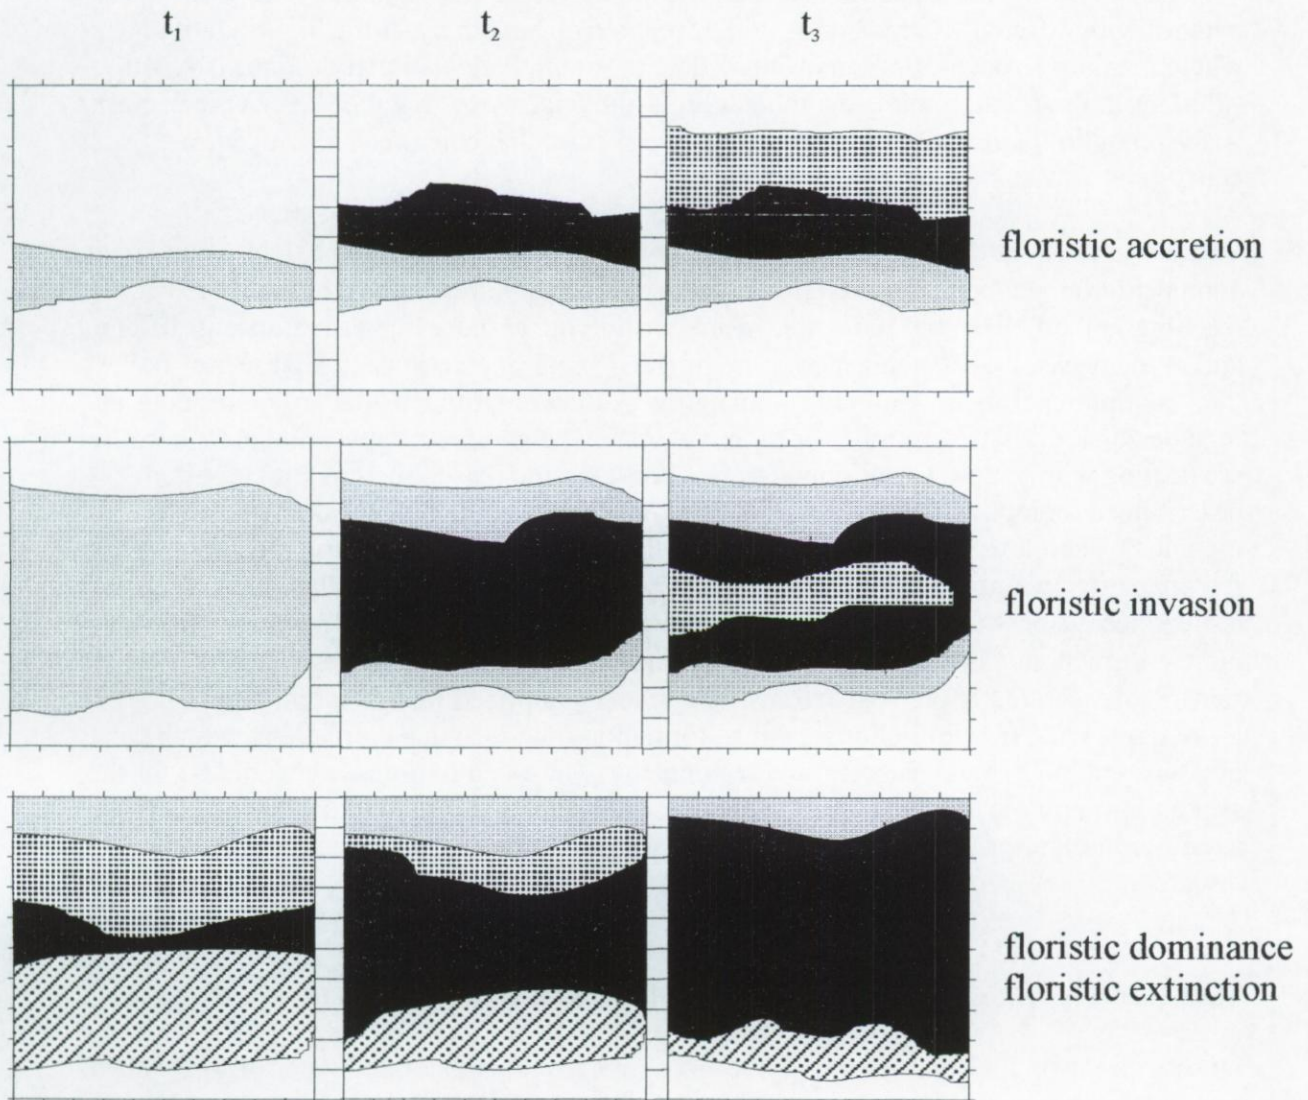 t₁ t₂ t₃
floristic accretion
floristic invasion
floristic dominance
floristic extinction